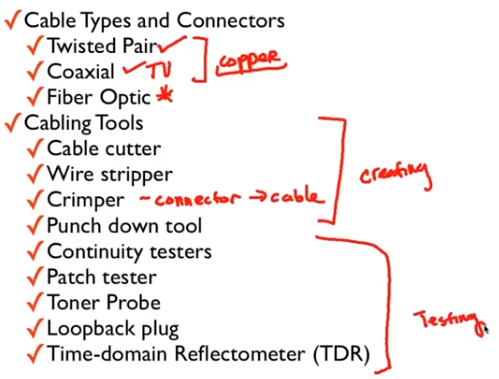 Cable Types and Connectors
Twisted Pair
Coaxial TV
copper
Fiber Optic *
Cabling Tools
Cable cutter
Wire stripper
Crimper ~connector → cable
creating
Punch down tool
Continuity testers
Patch tester
Toner Probe
Loopback plug
Testing
Time-domain Reflectometer (TDR)